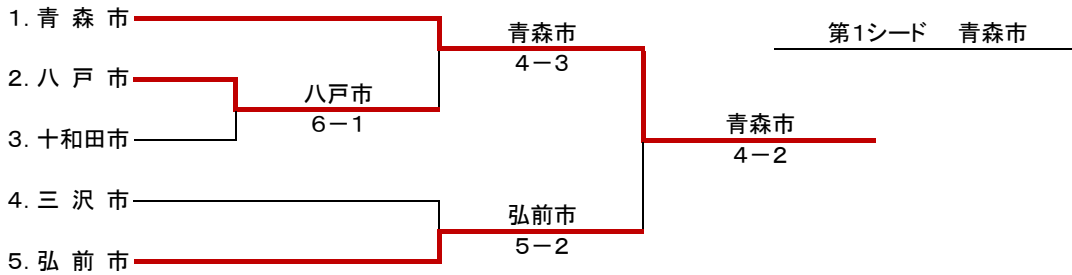 1. 青 森 市
青森市
4－3
第1シード 青森市
2. 八 戸 市
八戸市
6－1
3. 十和田市
青森市
4－2
4. 三 沢 市
弘前市
5－2
5. 弘 前 市